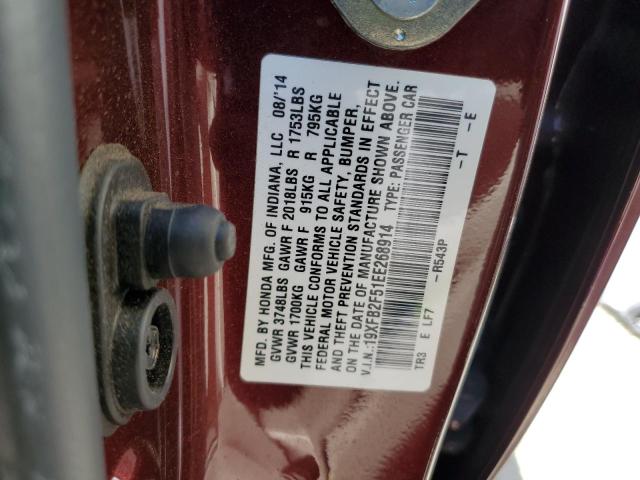 MFD. BY HONDA MFG. OF INDIANA, LLC 08/'14
GVWR 3748LBS GAWR F 2018LBS R 1753LBS
GVWR 1700KG GAWR F 915KG R 795KG
THIS VEHICLE CONFORMS TO ALL APPLICABLE
FEDERAL MOTOR VEHICLE SAFETY, BUMPER,
AND THEFT PREVENTION STANDARDS IN EFFECT
ON THE DATE OF MANUFACTURE SHOWN ABOVE.
V.I.N.:19XFB2F51EE268914 TYPE: PASSENGER CAR
TR3 E LF7 -R543P -T -E